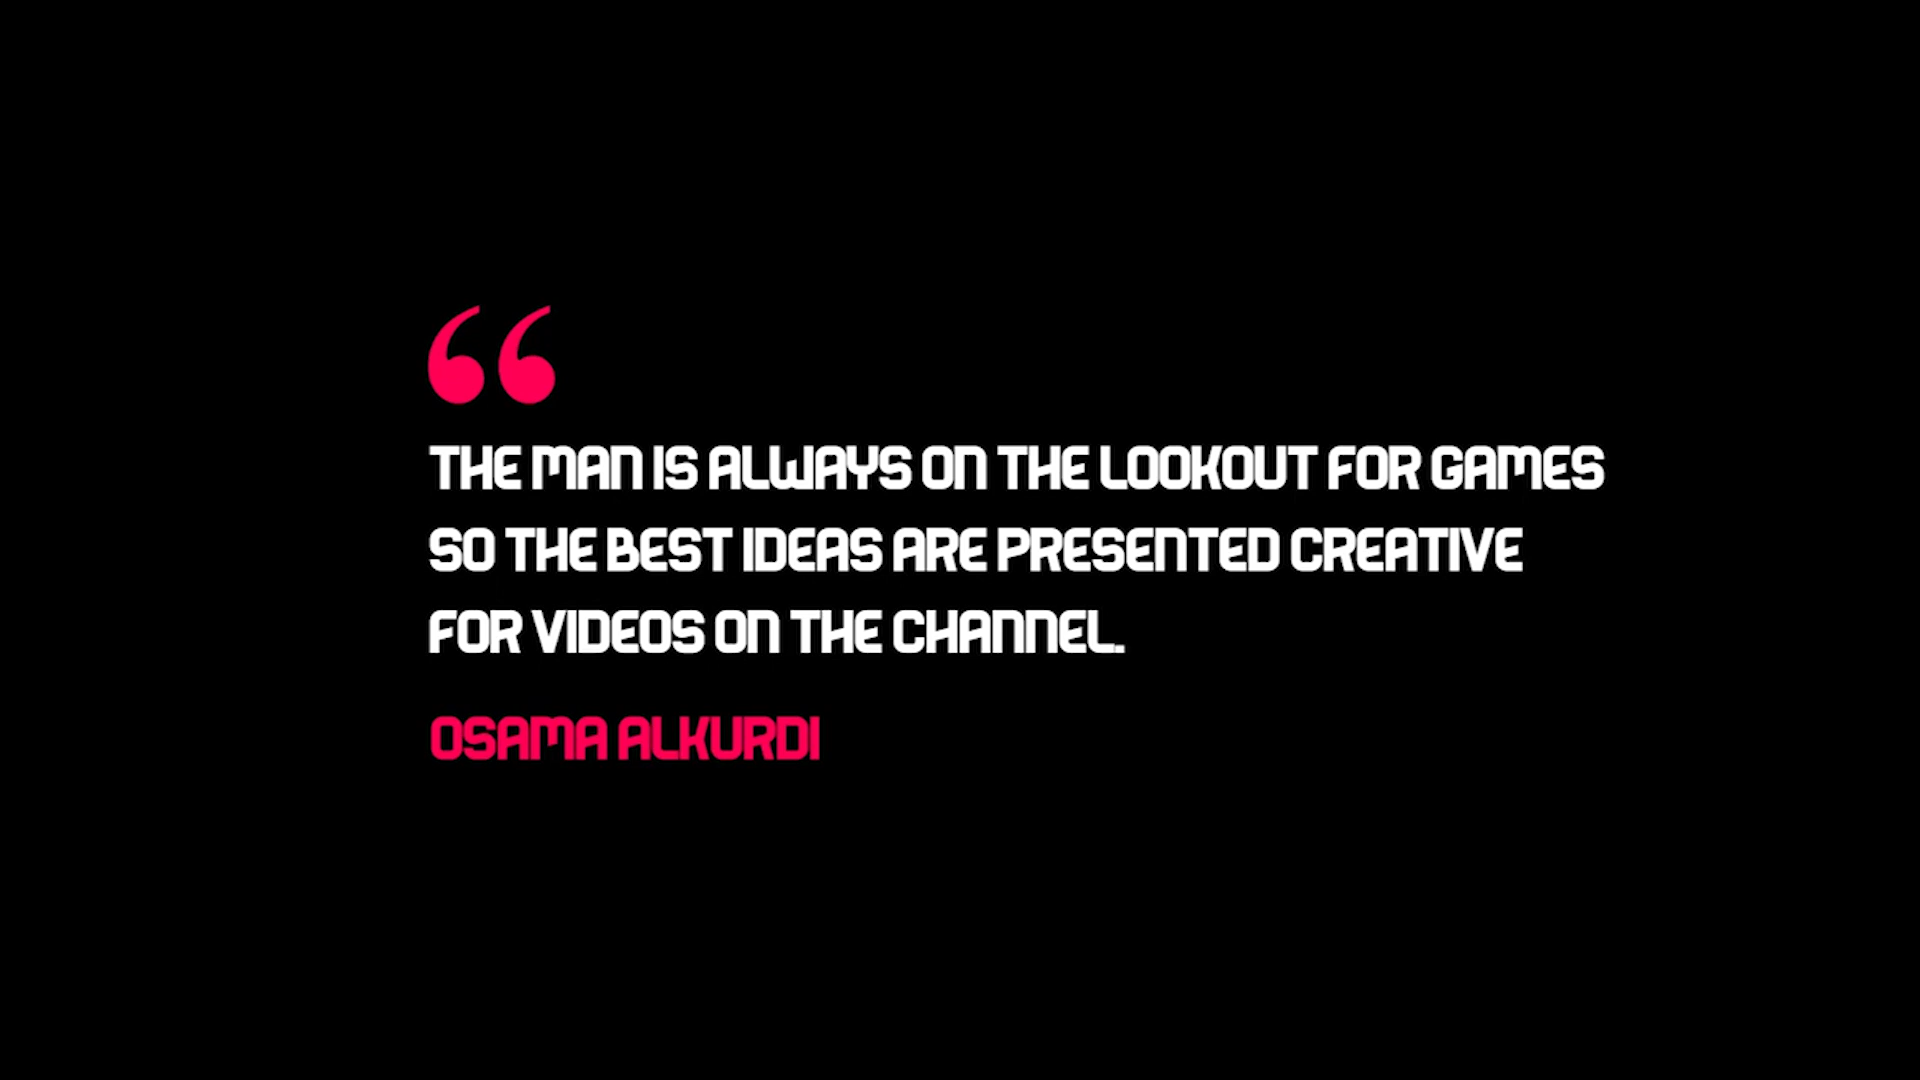 “
THE MAN IS ALWAYS ON THE LOOKOUT FOR GAMES
SO THE BEST IDEAS ARE PRESENTED CREATIVE
FOR VIDEOS ON THE CHANNEL.
OSAMA ALKURDI